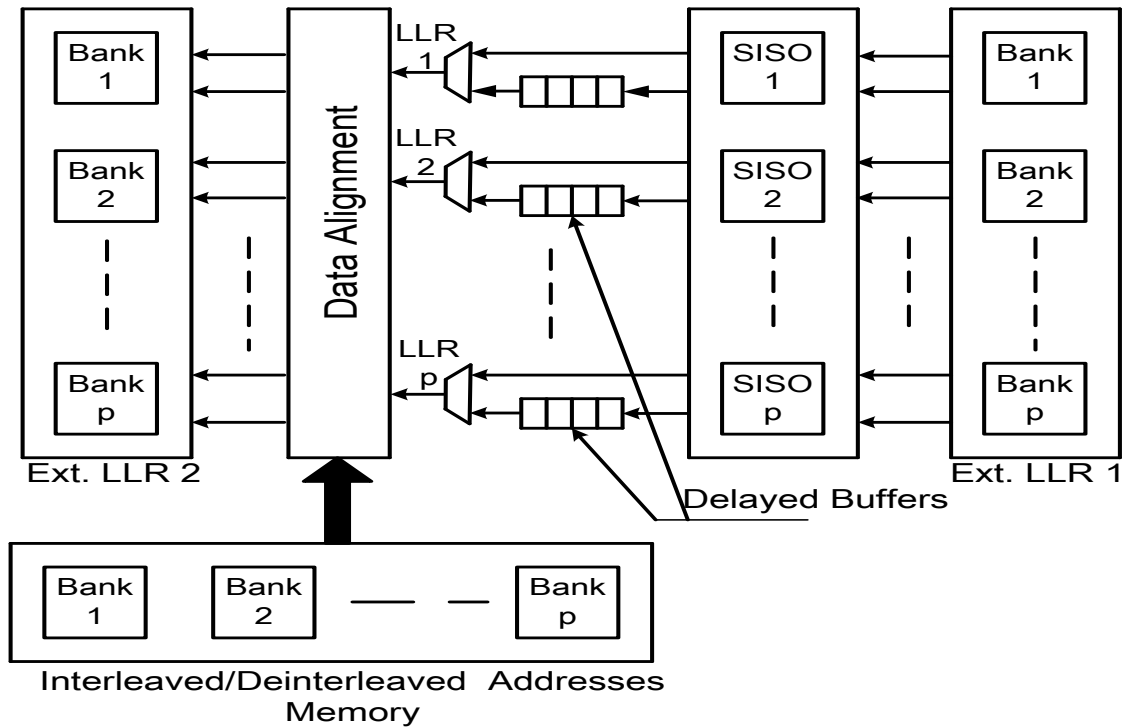 Bank
1
Bank
2
Bank
p
Ext. LLR 2
Data Alignment
LLR
1
LLR
2
LLR
p
SISO
1
SISO
2
SISO
p
Bank
1
Bank
2
Bank
p
Ext. LLR 1
Delayed Buffers
Bank
1
Bank
2
Bank
p
Interleaved/Deinterleaved Addresses
Memory